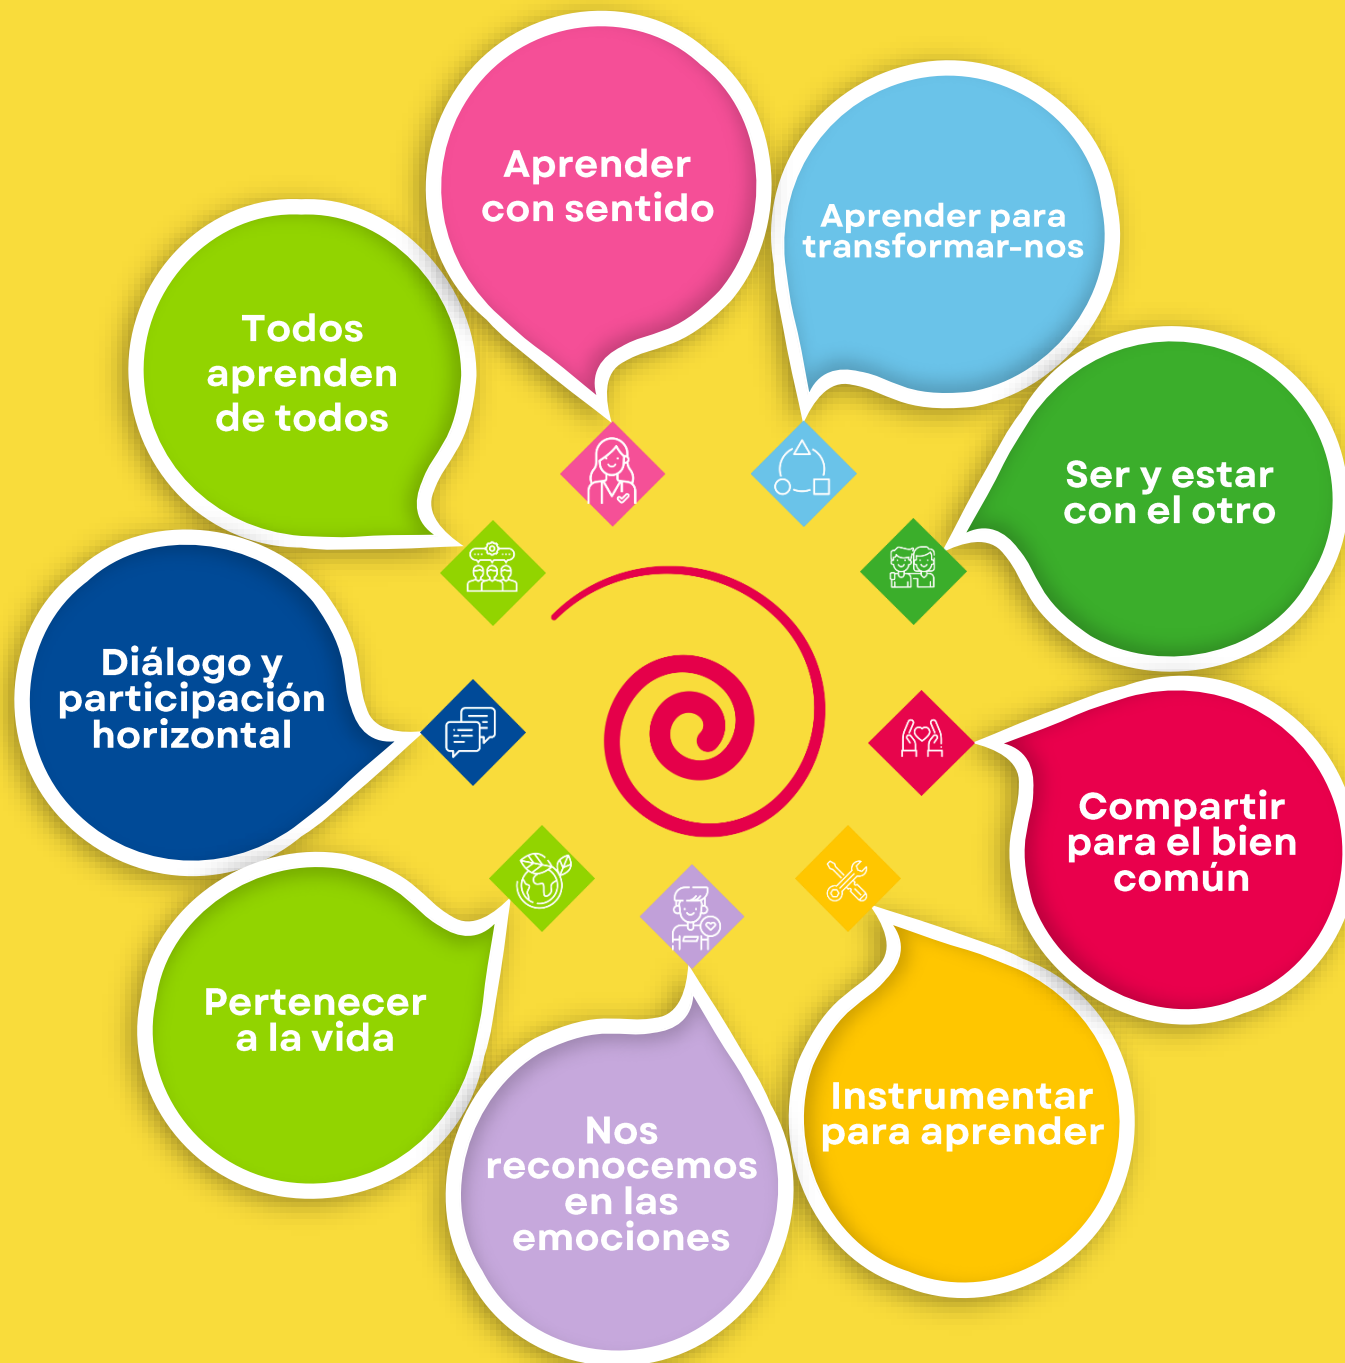 Aprender
con sentido
Aprender para
transformar-nos
Ser y estar
con el otro
Compartir
para el bien
común
Instrumentar
para aprender
Nos
reconocemos
en las
emociones
Pertenecer
a la vida
Diálogo y
participación
horizontal
Todos
aprenden
de todos